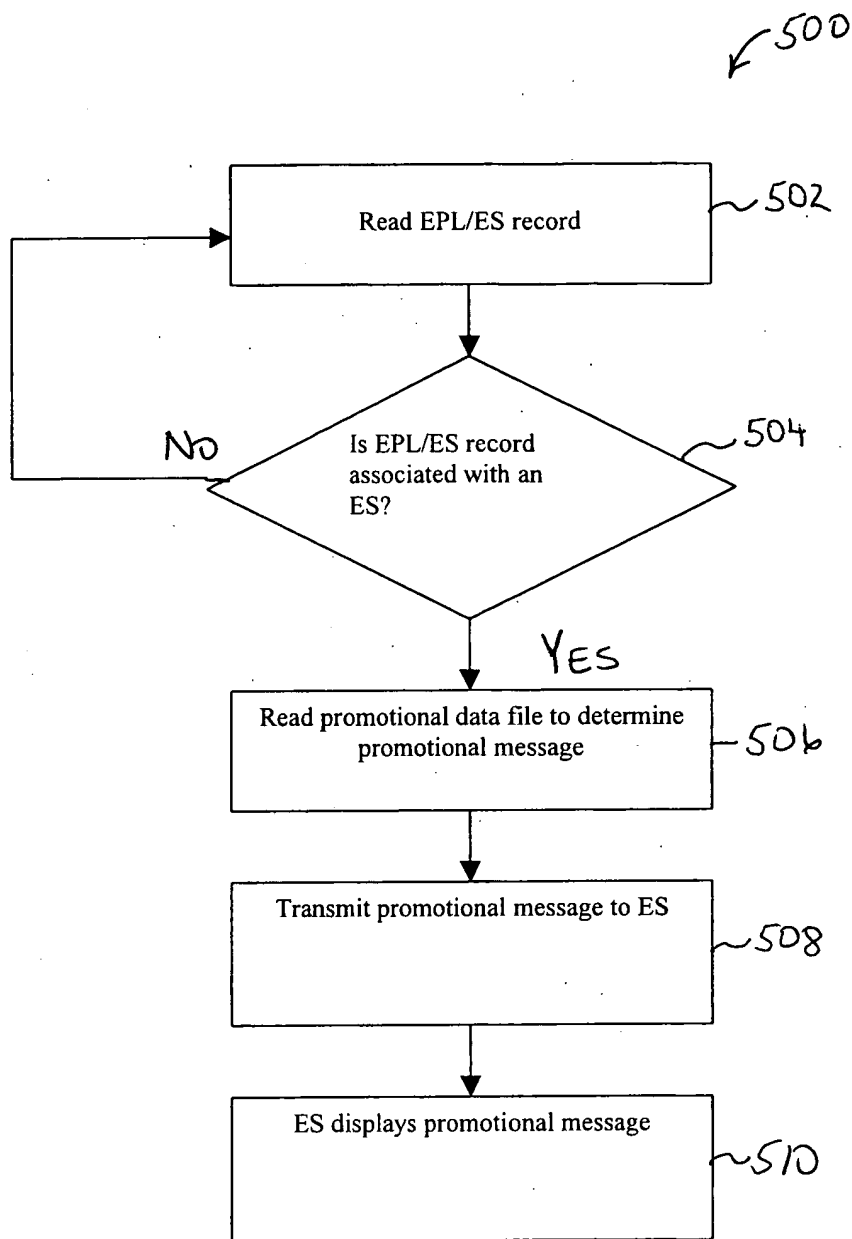 500
Read EPL/ES record
502
NO
Is EPL/ES record
associated with an
ES?
504
YES
Read promotional data file to determine
promotional message
506
Transmit promotional message to ES
508
ES displays promotional message
510